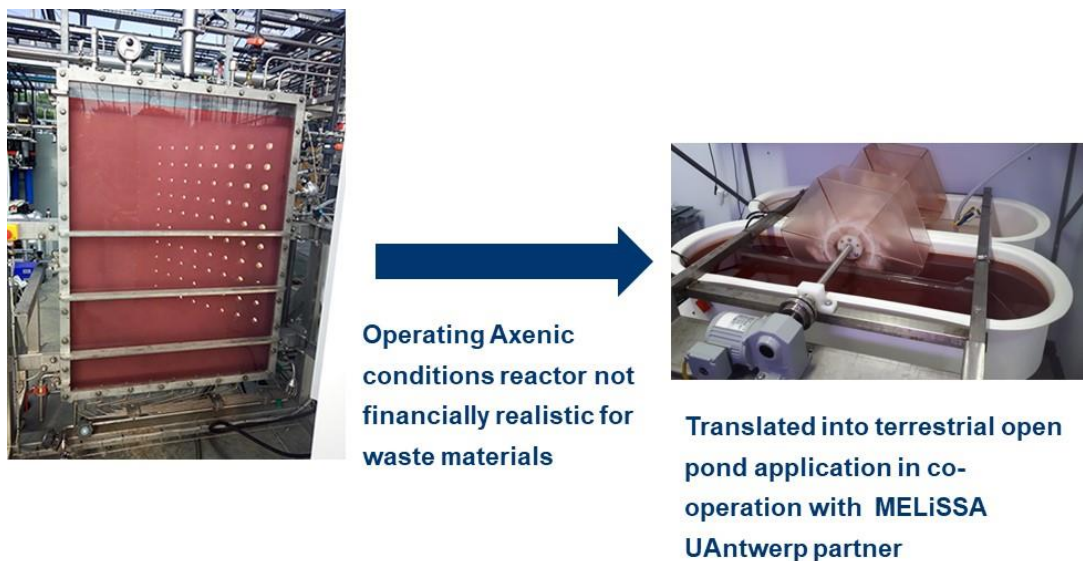 Operating Axenic
conditions reactor not
financially realistic for
waste materials
Translated into terrestrial open
pond application in co-
operation with MELiSSA
UAntwerp partner